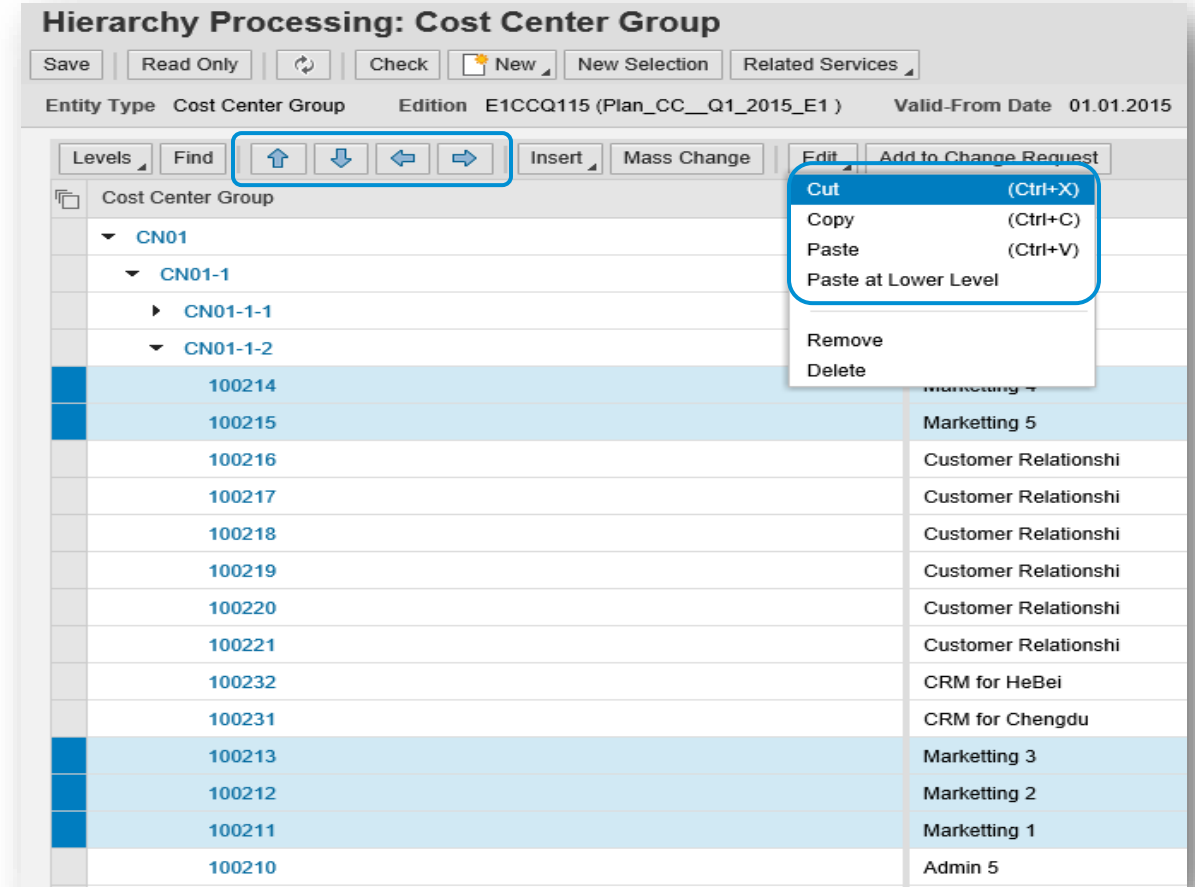 Hierarchy Processing: Cost Center Group
Save Read Only Check New New Selection Related Services
Entity Type Cost Center Group Edition E1CCQ115 (Plan_CC__Q1_2015_E1 ) Valid-From Date 01.01.2015
Levels Find Insert Mass Change Edit Add to Change Request
Cost Center Group
Cut (Ctrl+X)
Copy (Ctrl+C)
Paste (Ctrl+V)
Paste at Lower Level
Remove
Delete
CN01
CN01-1
CN01-1-1
CN01-1-2
100214 Marketting 4
100215 Marketting 5
100216 Customer Relationshi
100217 Customer Relationshi
100218 Customer Relationshi
100219 Customer Relationshi
100220 Customer Relationshi
100221 Customer Relationshi
100232 CRM for HeBei
100231 CRM for Chengdu
100213 Marketting 3
100212 Marketting 2
100211 Marketting 1
100210 Admin 5